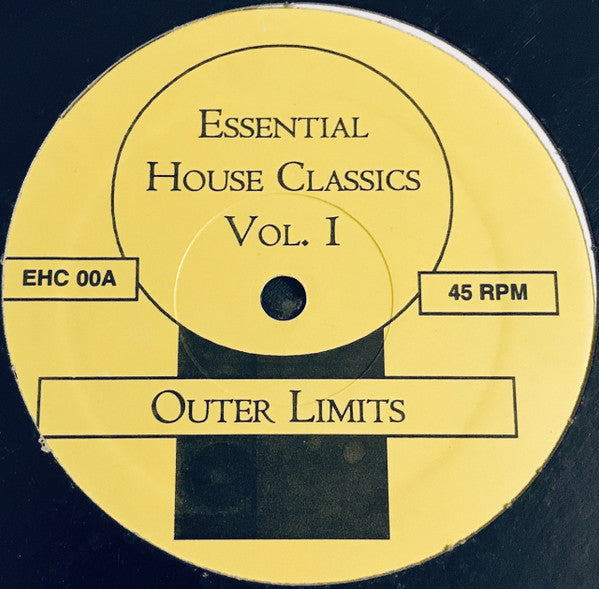 Essential
House Classics
Vol. I
EHC 00A
45 RPM
Outer Limits